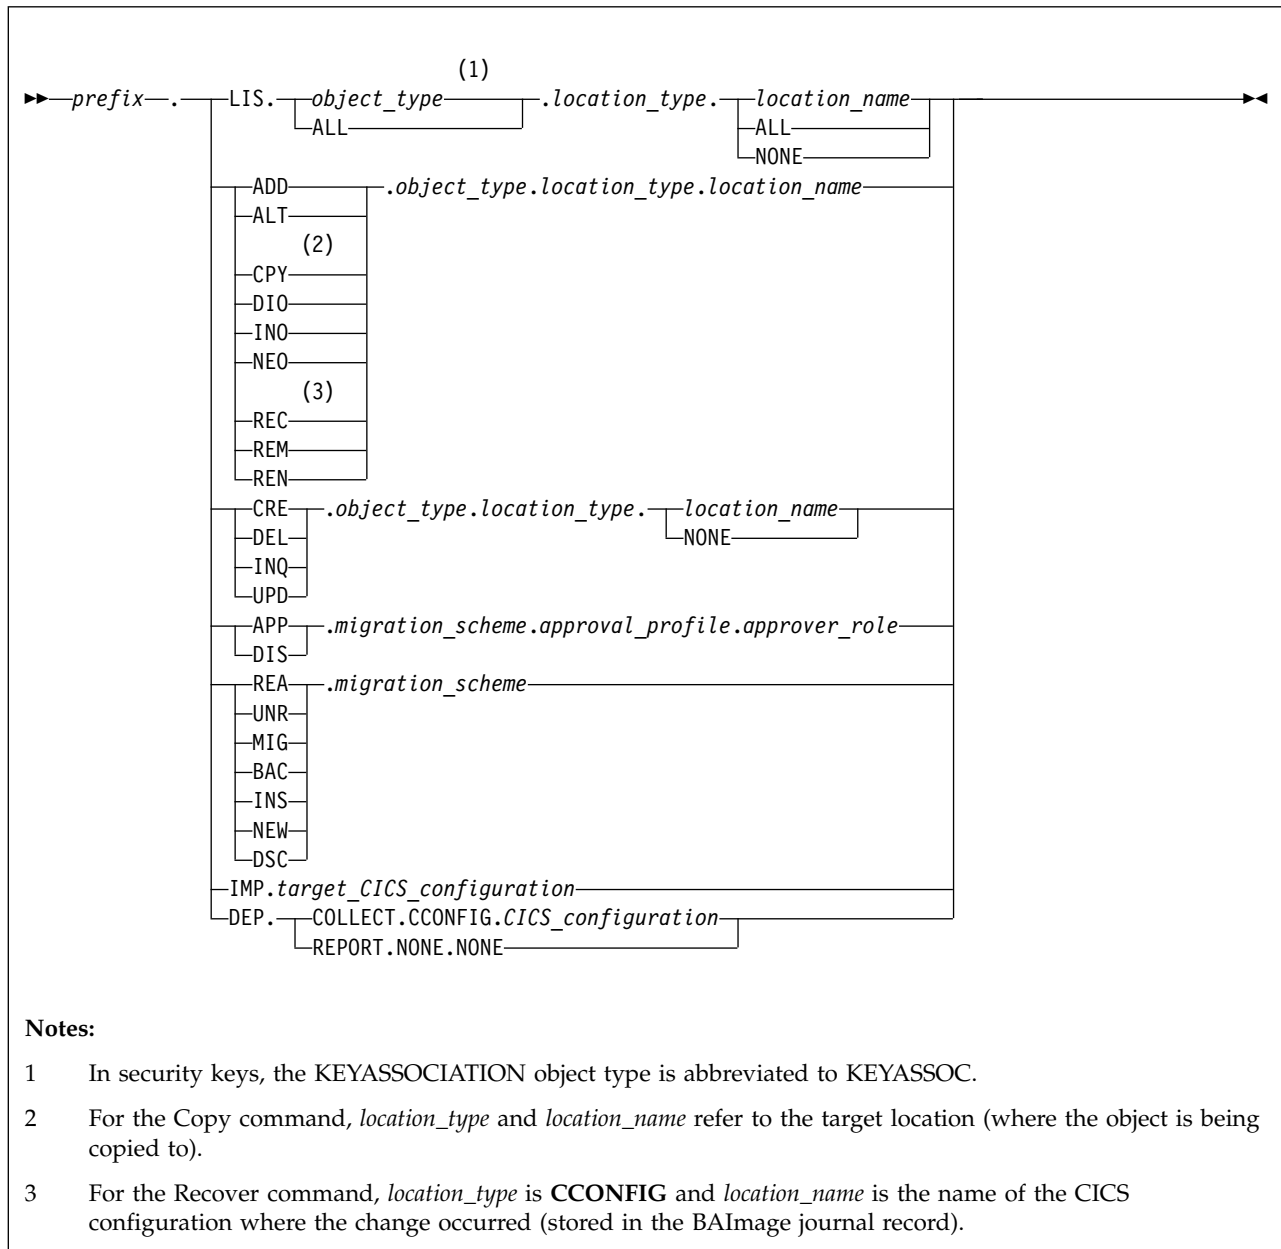 (1)
prefix . LIS. object_type .location_type. location_name
ALL ALL
NONE
ADD .object_type.location_type.location_name
ALT
(2)
CPY
DIO
INO
NEO
(3)
REC
REM
REN
CRE .object_type.location_type. location_name
DEL NONE
INQ
UPD
APP .migration_scheme.approval_profile.approver_role
DIS
REA .migration_scheme
UNR
MIG
BAC
INS
NEW
DSC
IMP.target_CICS_configuration
DEP. COLLECT.CCONFIG.CICS_configuration
REPORT.NONE.NONE
Notes:
1 In security keys, the KEYASSOCIATION object type is abbreviated to KEYASSOC.
2 For the Copy command, location_type and location_name refer to the target location (where the object is being
copied to).
3 For the Recover command, location_type is CCONFIG and location_name is the name of the CICS
configuration where the change occurred (stored in the BAImage journal record).